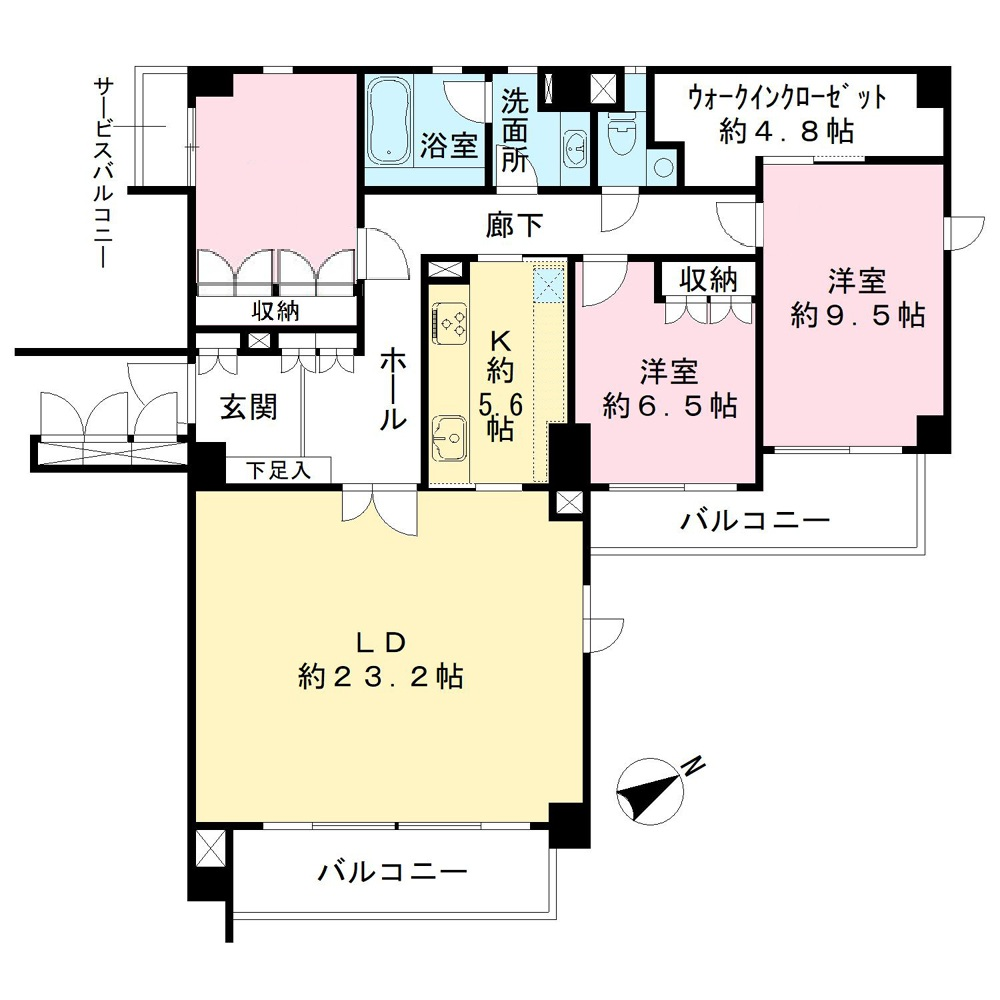 サービスバルコニー
浴室
洗面所
ウォークインクローゼット
約4.8帖
廊下
収納
洋室
約9.5帖
収納
洋室
約6.5帖
K
約
5.6
帖
ホール
玄関
下足入
バルコニー
LD
約23.2帖
N
バルコニー